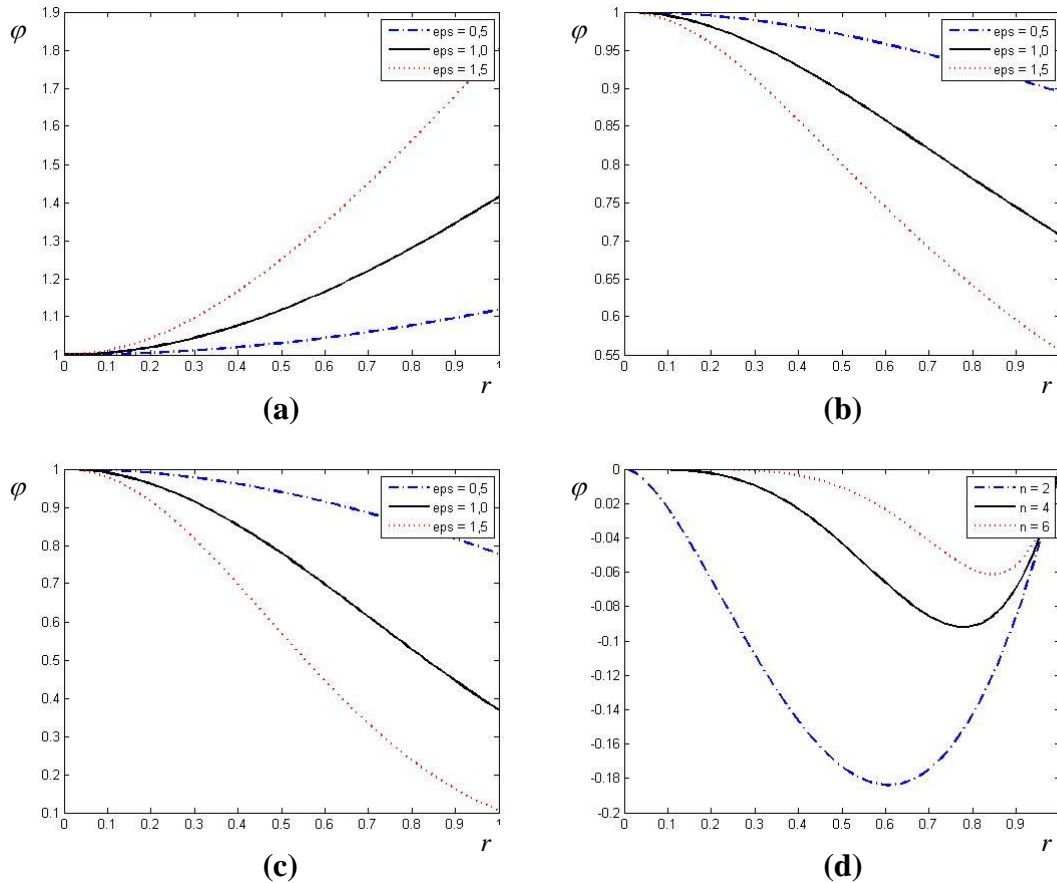 φ
1.9
1.8
1.7
1.6
1.5
1.4
1.3
1.2
1.1
1
0 0.1 0.2 0.3 0.4 0.5 0.6 0.7 0.8 0.9 1
r
eps = 0,5
eps = 1,0
eps = 1,5
(a)
φ
1
0.95
0.9
0.85
0.8
0.75
0.7
0.65
0.6
0.55
0 0.1 0.2 0.3 0.4 0.5 0.6 0.7 0.8 0.9
r
eps = 0,5
eps = 1,0
eps = 1,5
(b)
φ
1
0.9
0.8
0.7
0.6
0.5
0.4
0.3
0.2
0.1
0 0.1 0.2 0.3 0.4 0.5 0.6 0.7 0.8 0.9 1
r
eps = 0,5
eps = 1,0
eps = 1,5
(c)
φ
0
-0.02
-0.04
-0.06
-0.08
-0.1
-0.12
-0.14
-0.16
-0.18
-0.2
0 0.1 0.2 0.3 0.4 0.5 0.6 0.7 0.8 0.9
r
n = 2
n = 4
n = 6
(d)